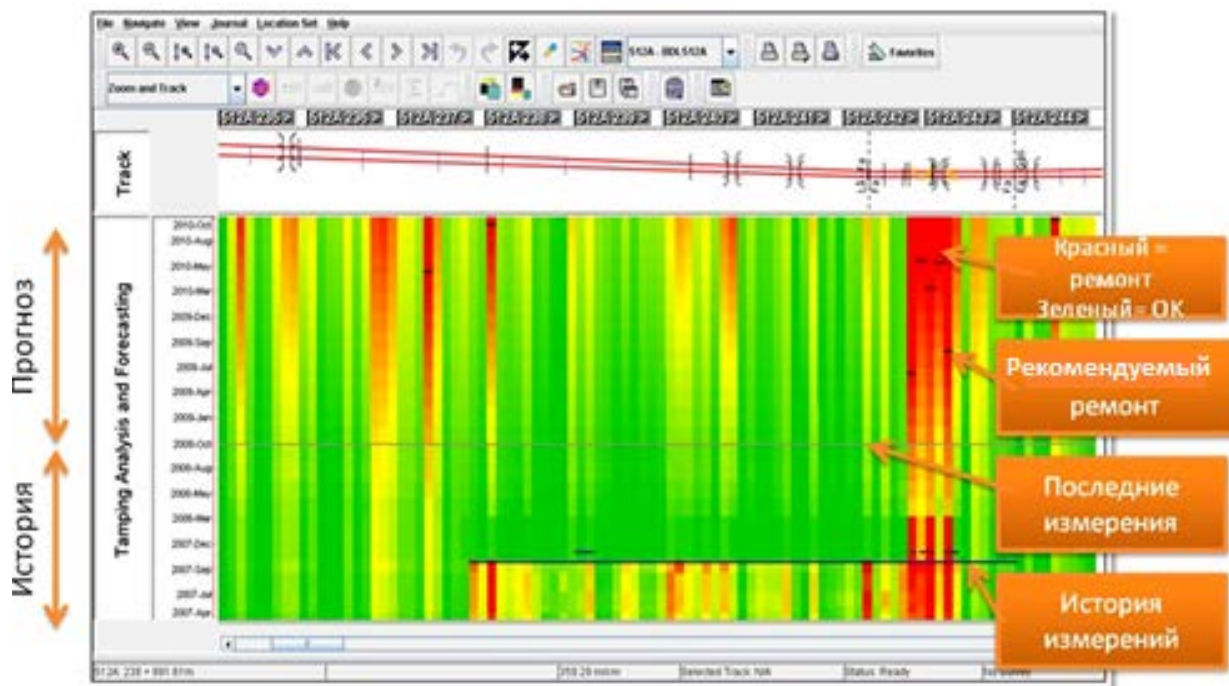 File Navigate View Journal Location Set Help
512A - BDL512A
Favorites
Zoom and Track
Track
Прогноз
История
Tamping Analysis and Forecasting
2010-Oct
2010-Aug
2010-May
2010-Mar
2009-Dec
2009-Sep
2009-Jul
2009-Apr
2009-Jan
2008-Oct
2008-Aug
2008-May
2008-Mar
2007-Dec
2007-Sep
2007-Jul
2007-Apr
Красный =
ремонт
Зеленый= ОК
Рекомендуемый
ремонт
Последние
измерения
История
измерений
Selected Track: N/A
Status: Ready